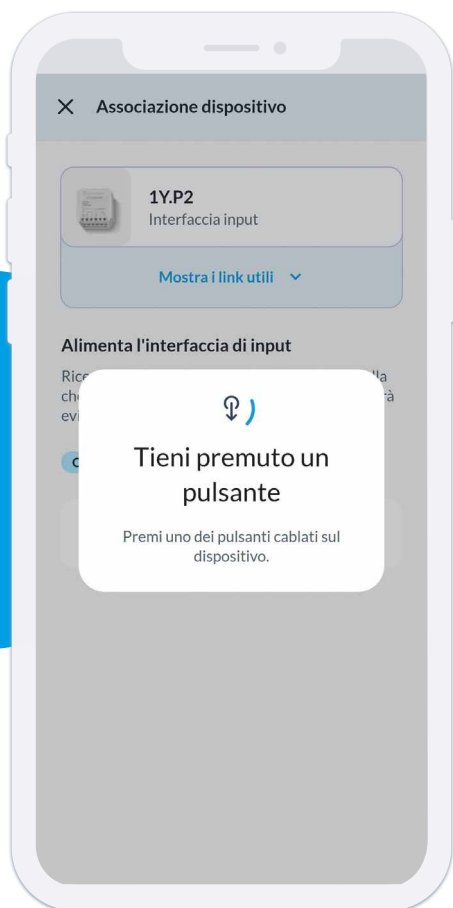 Associazione dispositivo
1Y.P2
Interfaccia input
Mostra i link utili
Alimenta l'interfaccia di input
Tieni premuto un
pulsante
Premi uno dei pulsanti cablati sul
dispositivo.